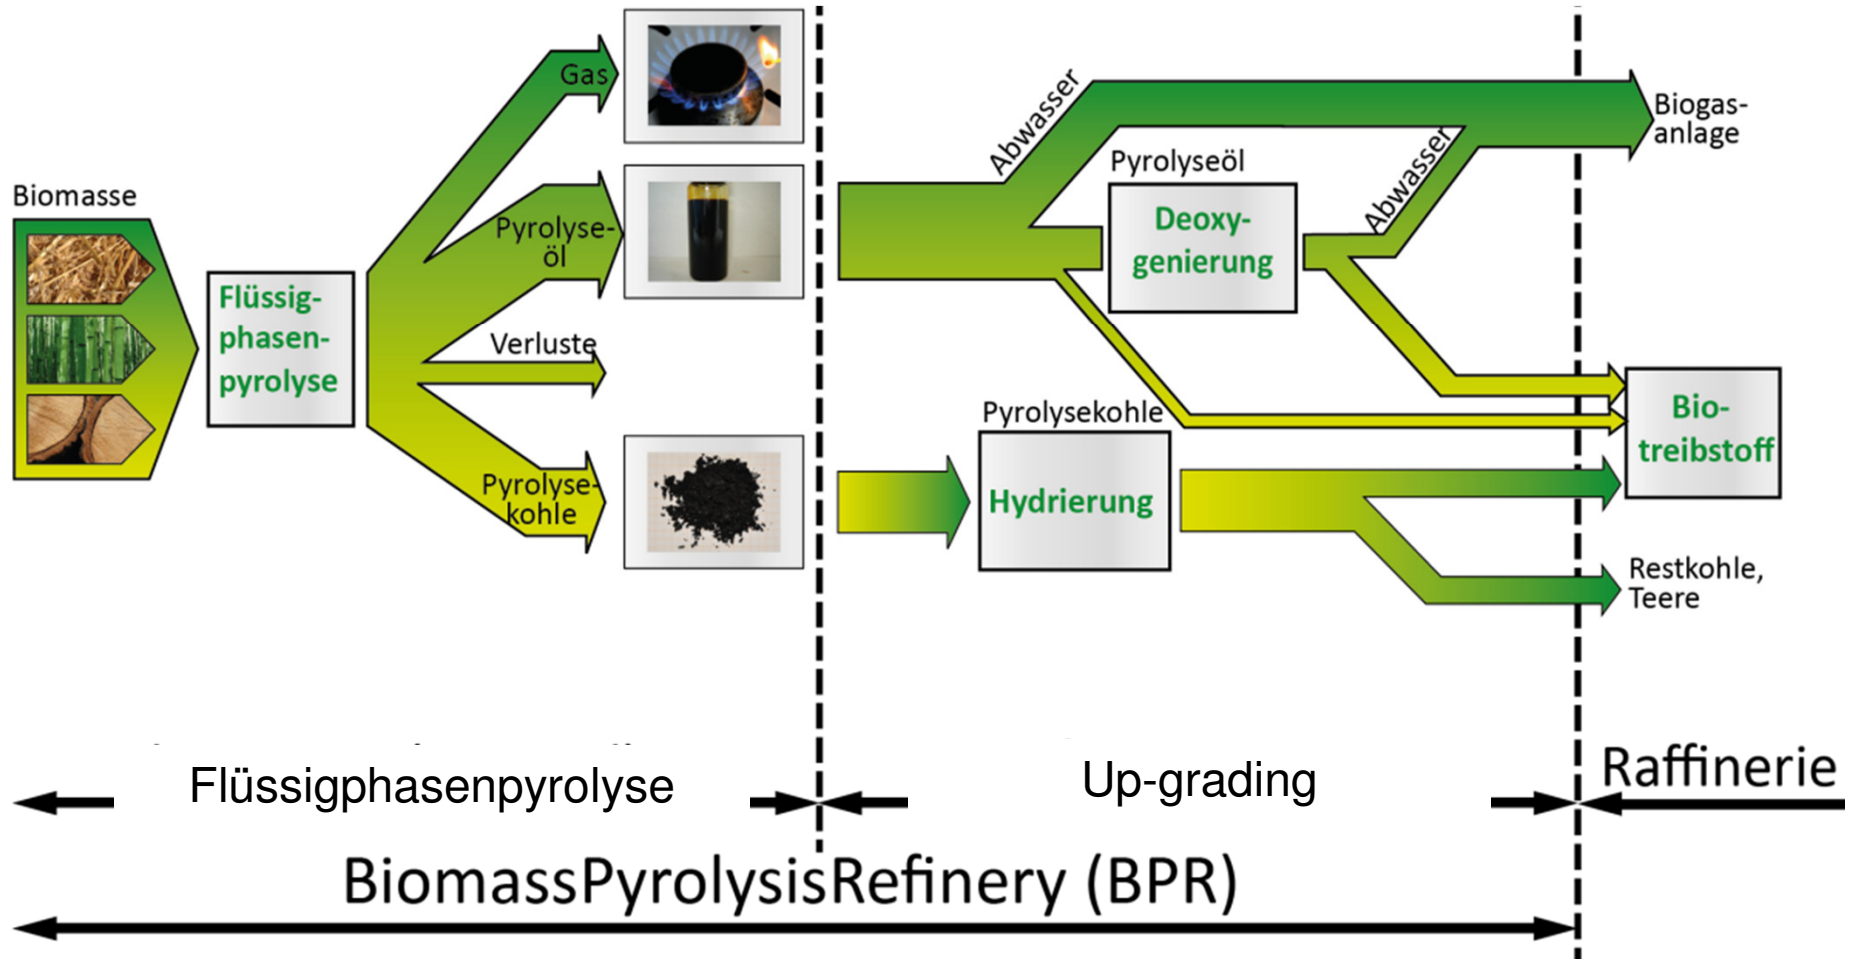 Biomasse
Flüssig-
phasen-
pyrolyse
Gas
Pyrolyse-
öl
Verluste
Pyrolyse-
kohle
Abwasser
Pyrolyseöl
Deoxy-
genierung
Abwasser
Biogas-
anlage
Pyrolysekohle
Hydrierung
Bio-
treibstoff
Restkohle,
Teere
Flüssigphasenpyrolyse
Up-grading
Raffinerie
BiomassPyrolysisRefinery (BPR)